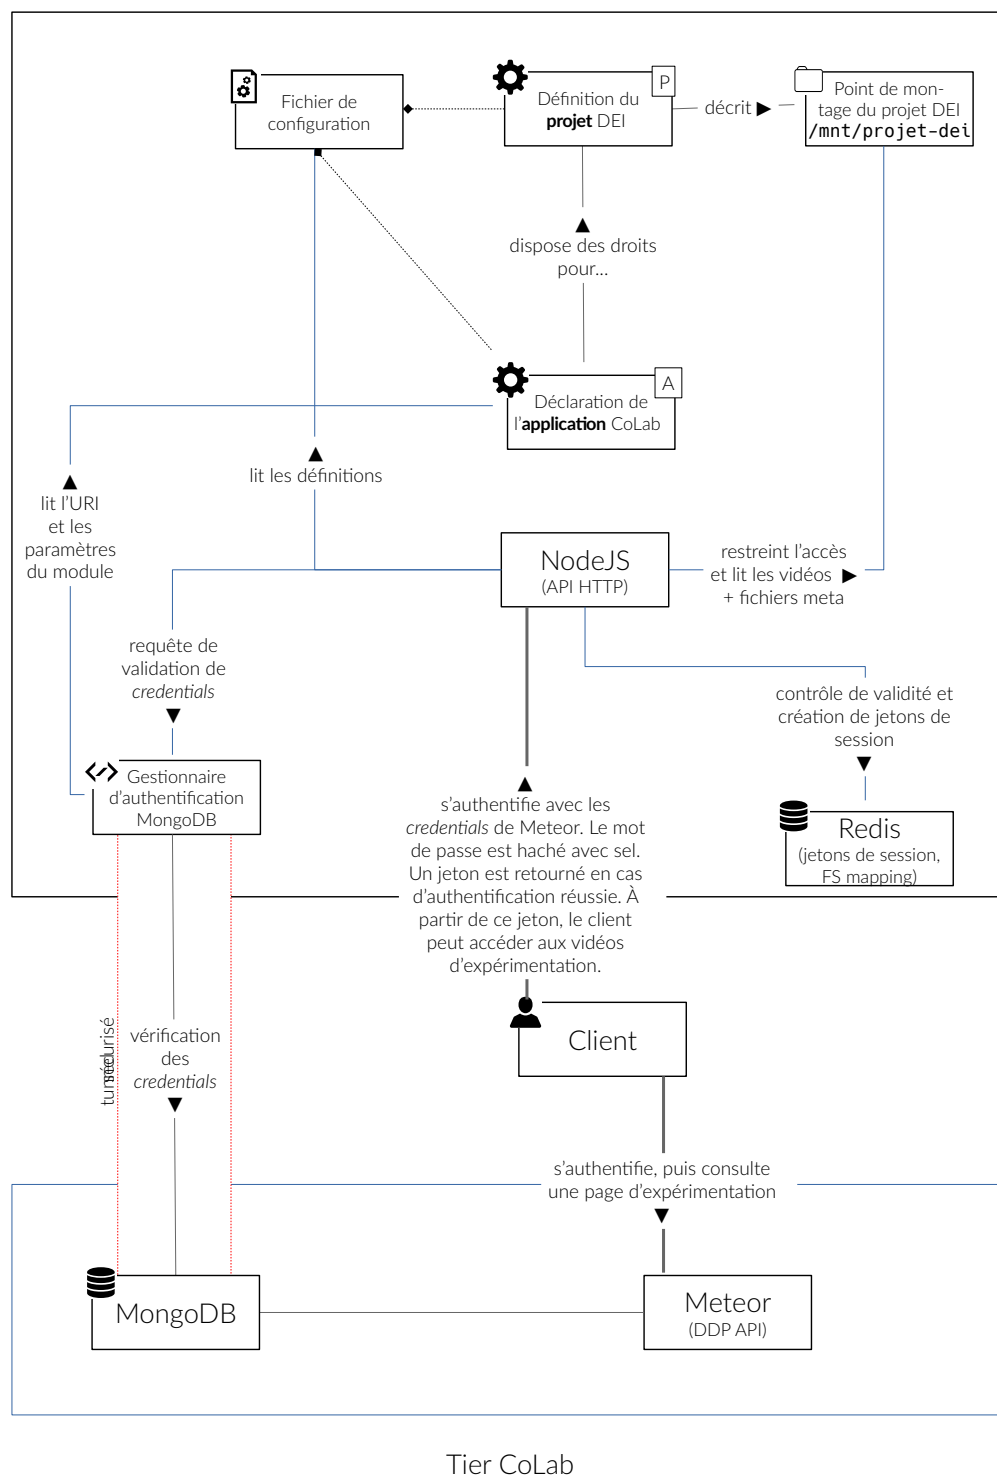 Fichier de
configuration
Définition du
projet DEI
P
décrit ▶
Point de mon-
tage du projet DEI
/mnt/projet-dei
dispose des droits
pour...
Déclaration de
l'application CoLab
A
lit les définitions
lit l'URI
et les
paramètres
du module
NodeJS
(API HTTP)
restreint l'accès
et lit les vidéos ▶
+ fichiers meta
requête de
validation de
credentials
contrôle de validité et
création de jetons de
session
Gestionnaire
d'authentification
MongoDB
Redis
(jetons de session,
FS mapping)
s'authentifie avec les
credentials de Meteor. Le mot
de passe est haché avec sel.
Un jeton est retourné en cas
d'authentification réussie. À
partir de ce jeton, le client
peut accéder aux vidéos
d'expérimentation.
tunnel
sécurisé
vérification
des
credentials
Client
s'authentifie, puis consulte
une page d'expérimentation
MongoDB
Meteor
(DDP API)
Tier CoLab